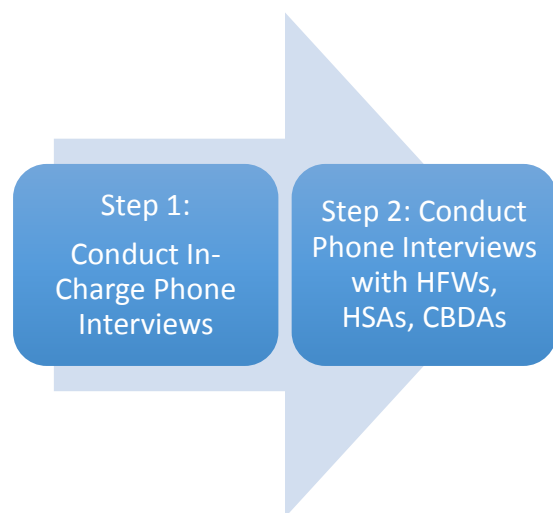 Step 1:
Conduct In-
Charge Phone
Interviews
Step 2: Conduct
Phone Interviews
with HFWs,
HSAs, CBDAs